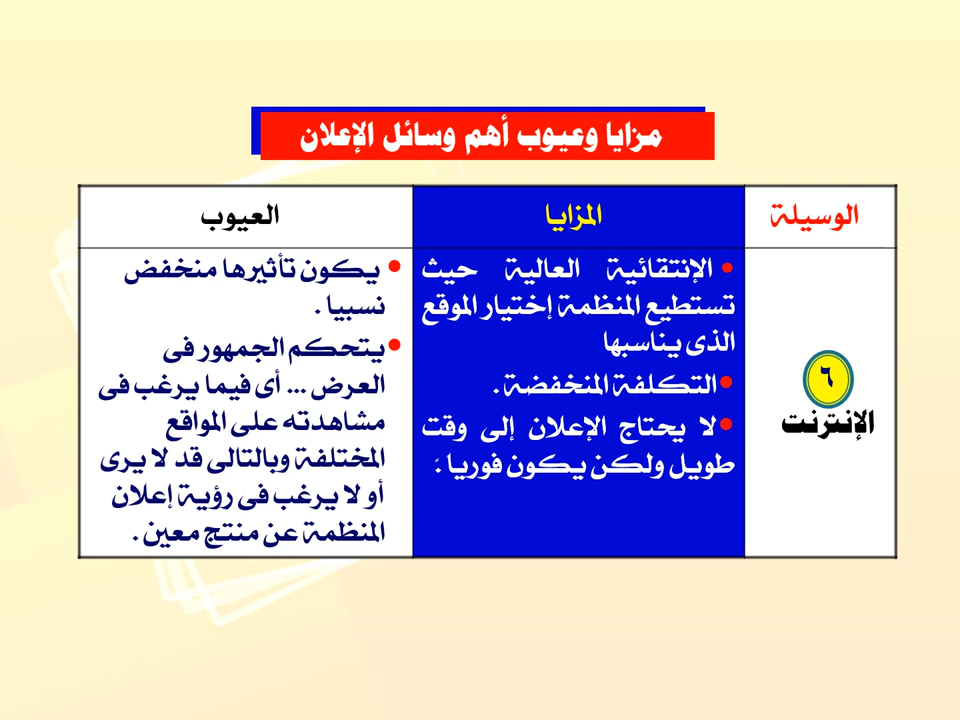 مزايا وعيوب أهم وسائل الإعلان
الوسيلة
المزايا
العيوب
٦
الإنترنت
• الإنتقائية العالية حيث
تستطيع المنظمة إختيار الموقع
الذى يناسبها
•التكلفة المنخفضة .
•لا يحتاج الإعلان إلى وقت
طويل ولكن يكون فوريا ً؛
• يكون تأثيرها منخفض
نسبيا .
•يتحكم الجمهور فى
العرض ... أى فيما يرغب فى
مشاهدته على المواقع
المختلفة وبالتالى قد لا يرى
أو لا يرغب فى رؤية إعلان
المنظمة عن منتج معين .